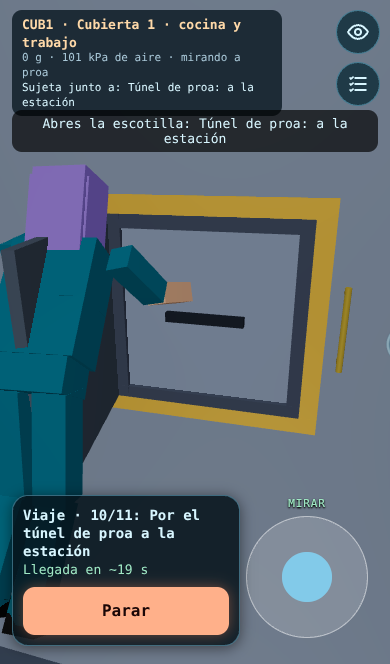 CUB1 · Cubierta 1 · cocina y
trabajo
0 g · 101 kPa de aire · mirando a
proa
Sujeta junto a: Túnel de proa: a la
estación
Abres la escotilla: Túnel de proa: a la
estación
Viaje · 10/11: Por el
túnel de proa a la
estación
Llegada en ~19 s
Parar
MIRAR